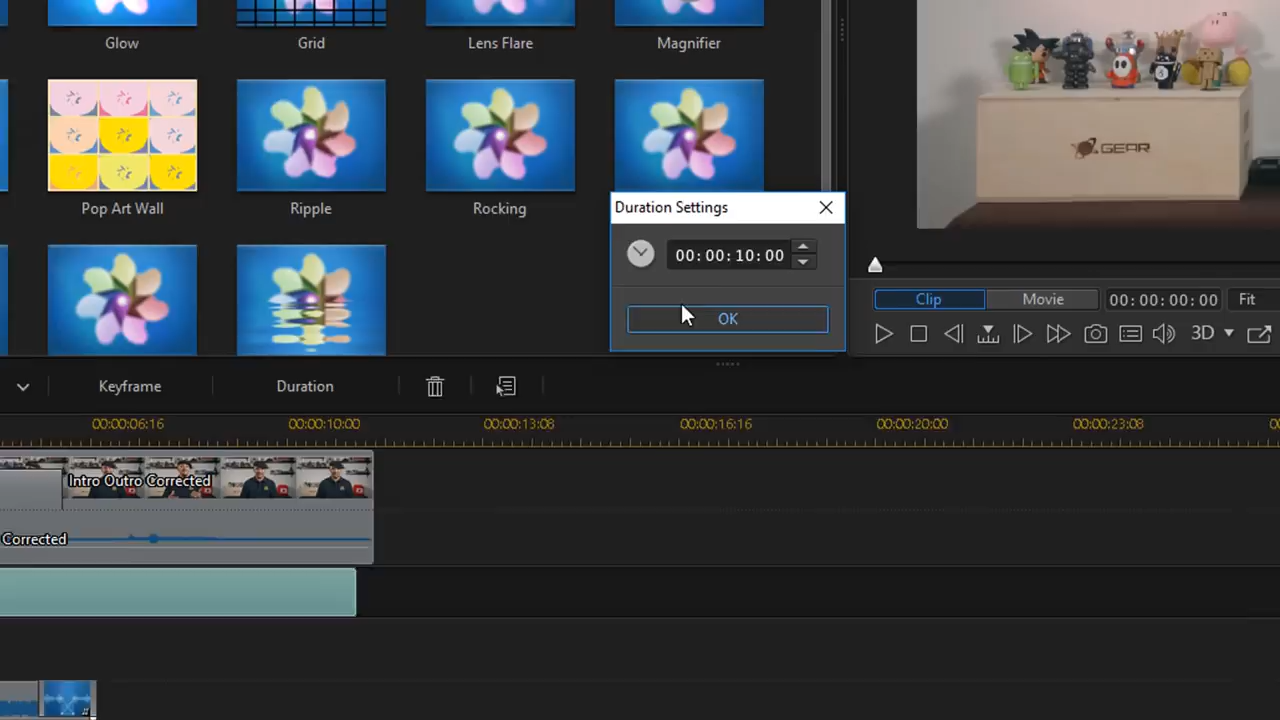 Glow
Grid
Lens Flare
Magnifier
GEAR
Pop Art Wall
Ripple
Rocking
Duration Settings
00:00:10:00
OK
Clip
Movie
00:00:00:00
Fit
3D
Keyframe
Duration
00:00:06:16
00:00:10:00
00:00:13:08
00:00:16:16
00:00:20:00
00:00:23:08
Intro Outro Corrected
Corrected